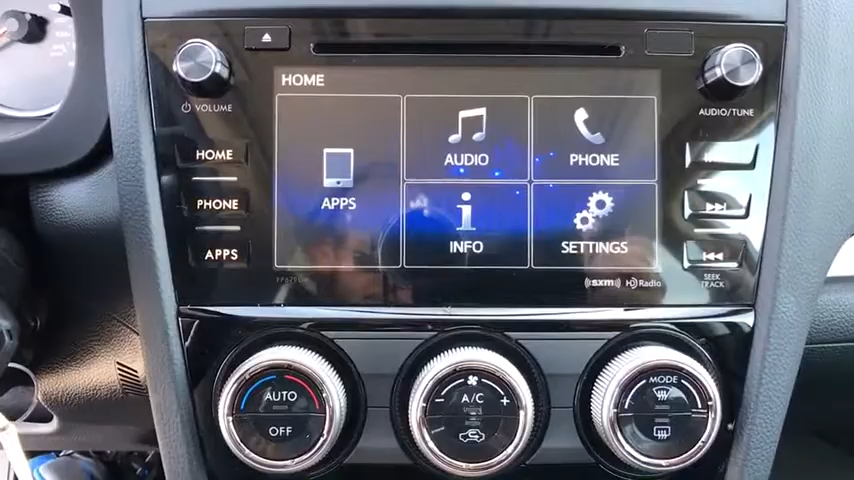 HOME
VOLUME
AUDIO/TUNE
HOME
PHONE
APPS
APPS
AUDIO
PHONE
INFO
SETTINGS
SEEK
TRACK
((sxm)) HD Radio
AUTO
OFF
A/C
- +
MODE